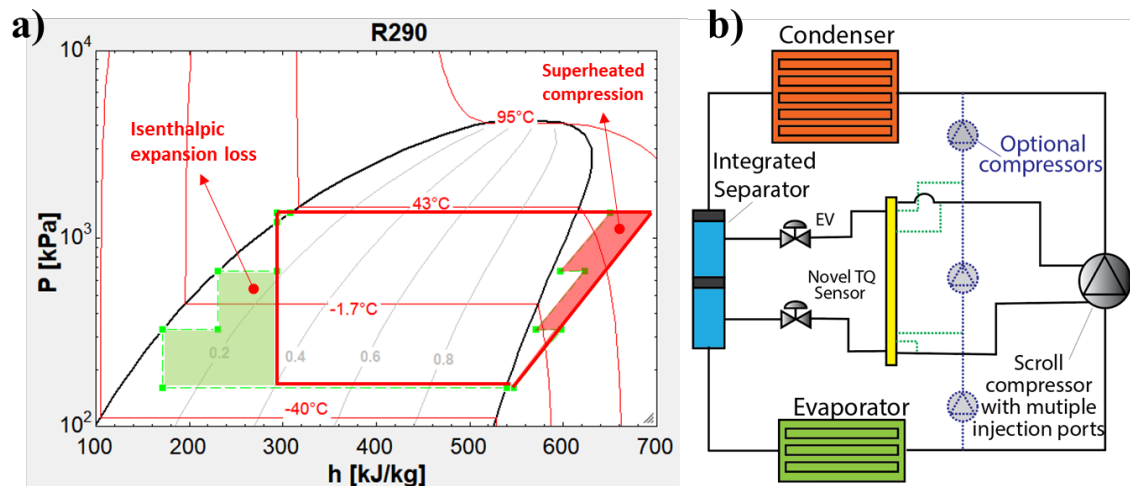 a)
R290
10⁴
10³
10²
P [kPa]
Superheated
compression
Isenthalpic
expansion loss
95°C
43°C
-1.7°C
-40°C
0.2
0.4
0.6
0.8
100
200
300
400
500
600
700
h [kJ/kg]
b)
Condenser
Optional
compressors
Integrated
Separator
EV
Novel TQ
Sensor
Scroll
compressor
with mutiple
injection ports
Evaporator